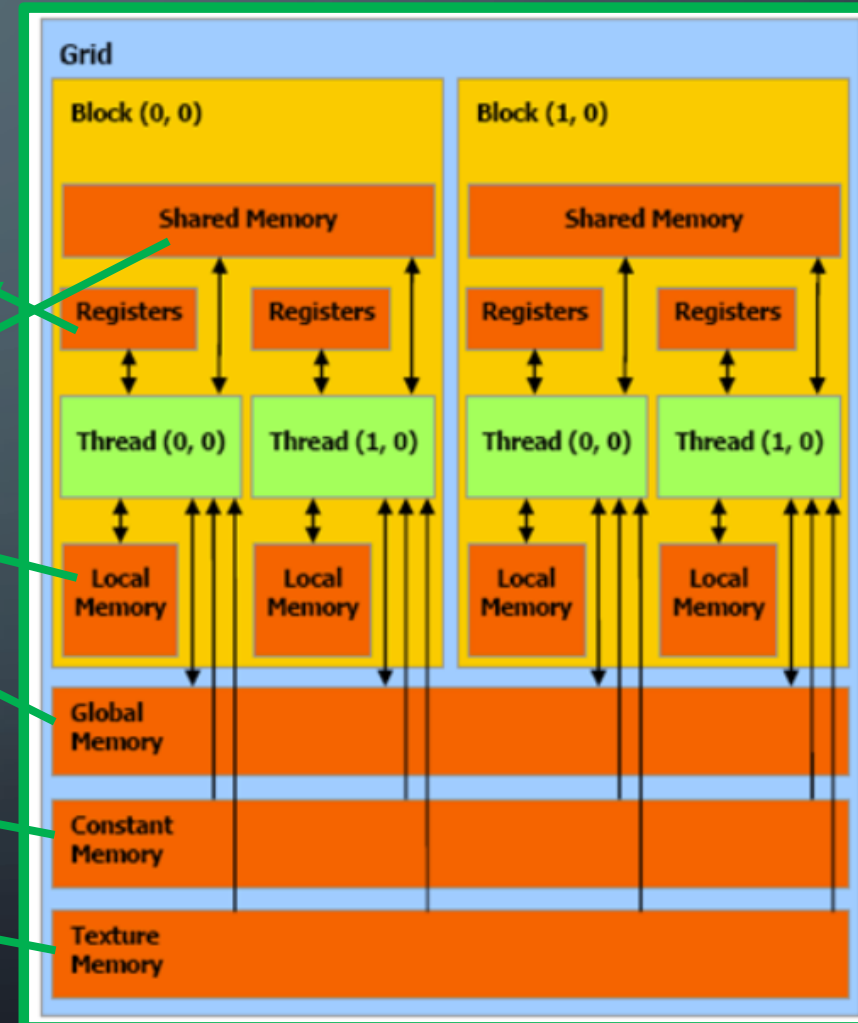 Grid
Block (0, 0)
Block (1, 0)
Shared Memory
Shared Memory
Registers
Registers
Registers
Registers
Thread (0, 0)
Thread (1, 0)
Thread (0, 0)
Thread (1, 0)
Local
Memory
Local
Memory
Local
Memory
Local
Memory
Global
Memory
Constant
Memory
Texture
Memory